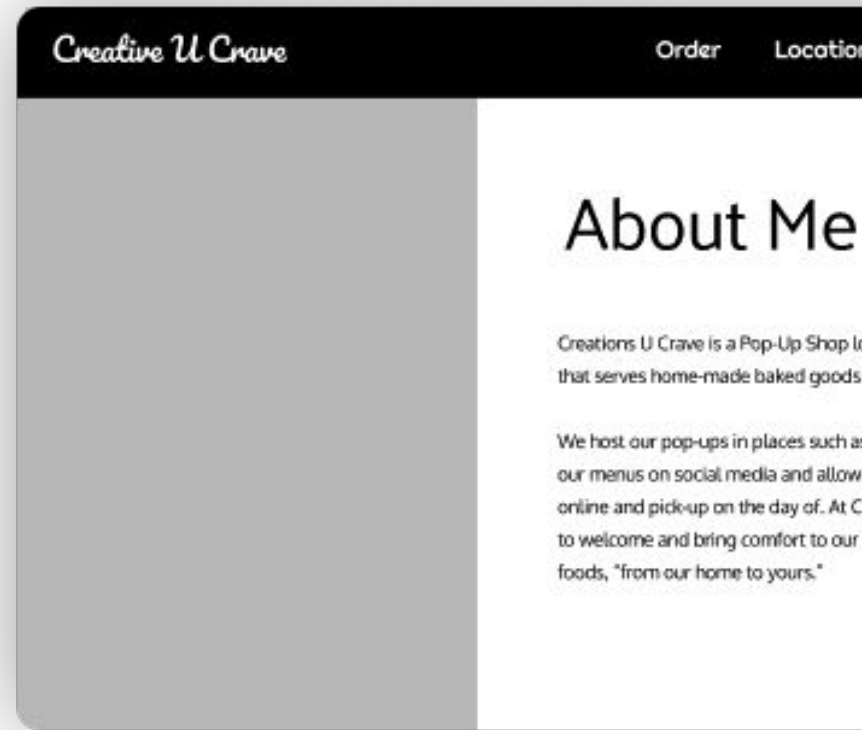 Creative U Crave
Order
About Me
Creations U Crave is a Pop-Up Shop
that serves home-made baked goods
We host our pop-ups in places such as
our menus on social media and allow
online and pick-up on the day of. At
to welcome and bring comfort to our
foods, "from our home to yours."